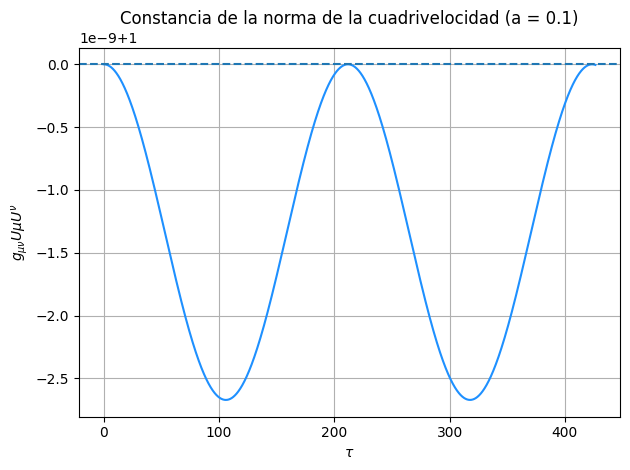 Constancia de la norma de la cuadrivelocidad (a = 0.1)
1e−9+1
0.0
−0.5
−1.0
−1.5
−2.0
−2.5
g_{μν}UμU^ν
0 100 200 300 400
τ